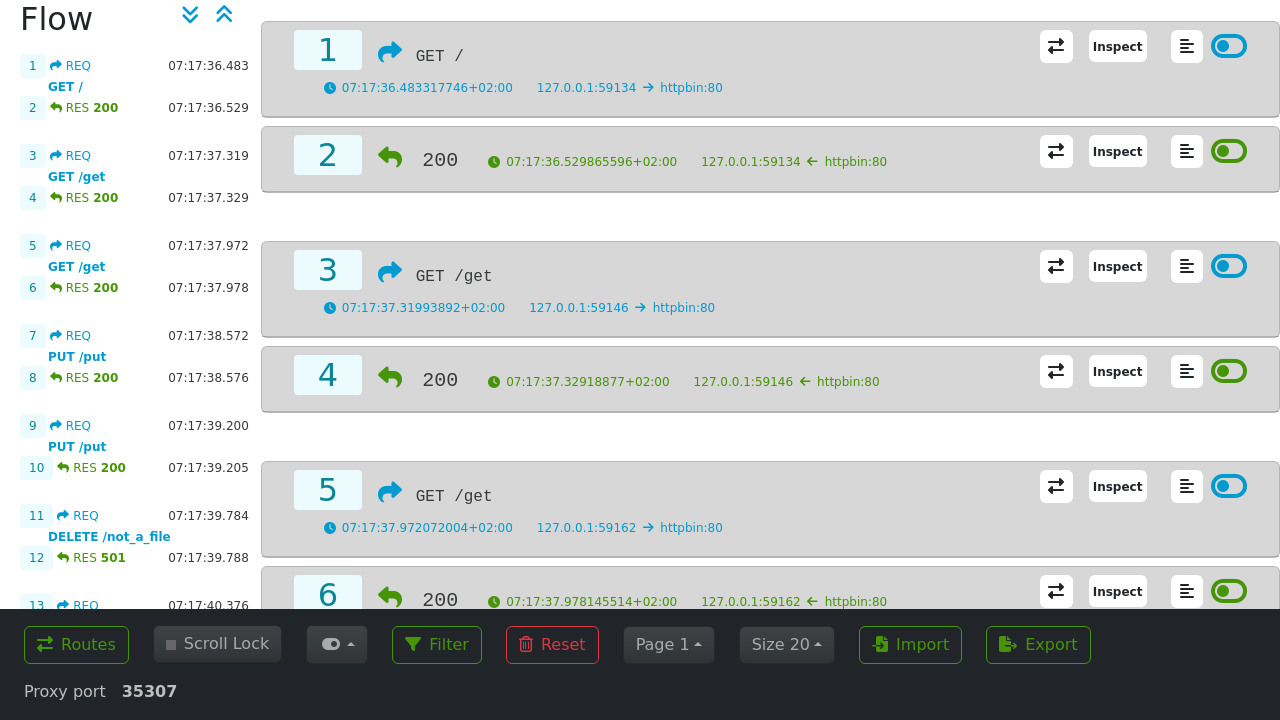 Flow
1 REQ 07:17:36.483
GET /
2 RES 200 07:17:36.529
3 REQ 07:17:37.319
GET /get
4 RES 200 07:17:37.329
5 REQ 07:17:37.972
GET /get
6 RES 200 07:17:37.978
7 REQ 07:17:38.572
PUT /put
8 RES 200 07:17:38.576
9 REQ 07:17:39.200
PUT /put
10 RES 200 07:17:39.205
11 REQ 07:17:39.784
DELETE /not_a_file
12 RES 501 07:17:39.788
13 REQ 07:17:40.376
1 GET / Inspect
07:17:36.483317746+02:00 127.0.0.1:59134 → httpbin:80
2 200 07:17:36.529865596+02:00 127.0.0.1:59134 ← httpbin:80 Inspect
3 GET /get Inspect
07:17:37.31993892+02:00 127.0.0.1:59146 → httpbin:80
4 200 07:17:37.32918877+02:00 127.0.0.1:59146 ← httpbin:80 Inspect
5 GET /get Inspect
07:17:37.972072004+02:00 127.0.0.1:59162 → httpbin:80
6 200 07:17:37.978145514+02:00 127.0.0.1:59162 ← httpbin:80 Inspect
Routes Scroll Lock Filter Reset Page 1 Size 20 Import Export
Proxy port 35307